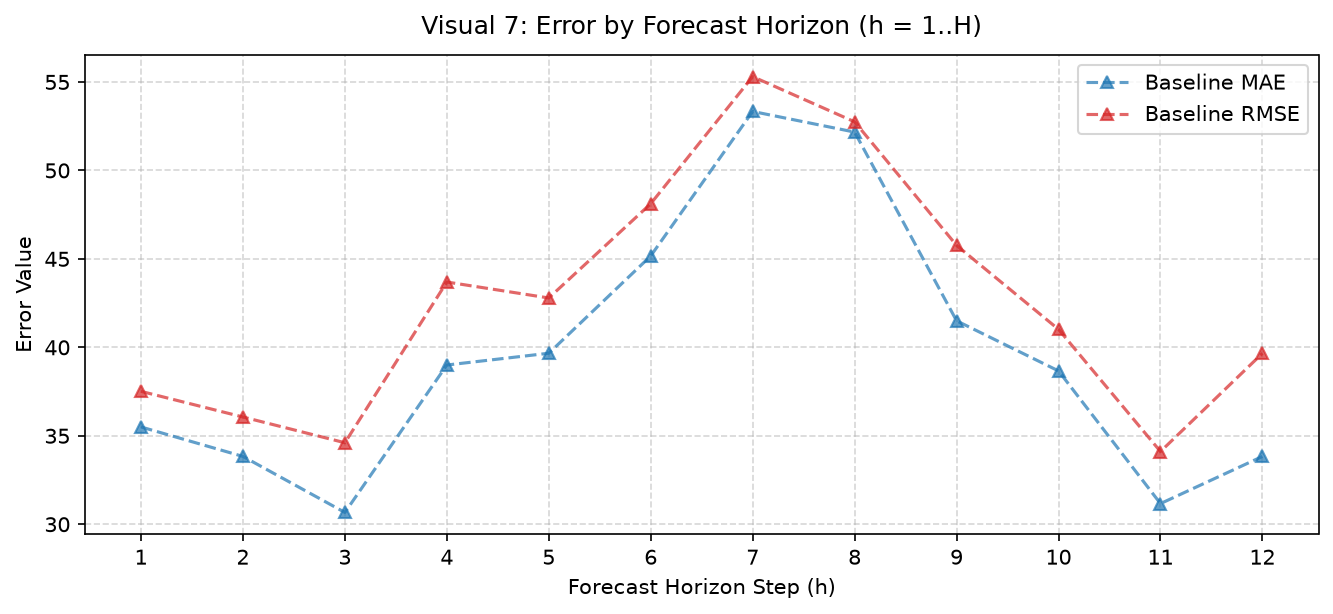 Visual 7: Error by Forecast Horizon (h = 1..H)
Baseline MAE
Baseline RMSE
Error Value
55
50
45
40
35
30
1 2 3 4 5 6 7 8 9 10 11 12
Forecast Horizon Step (h)